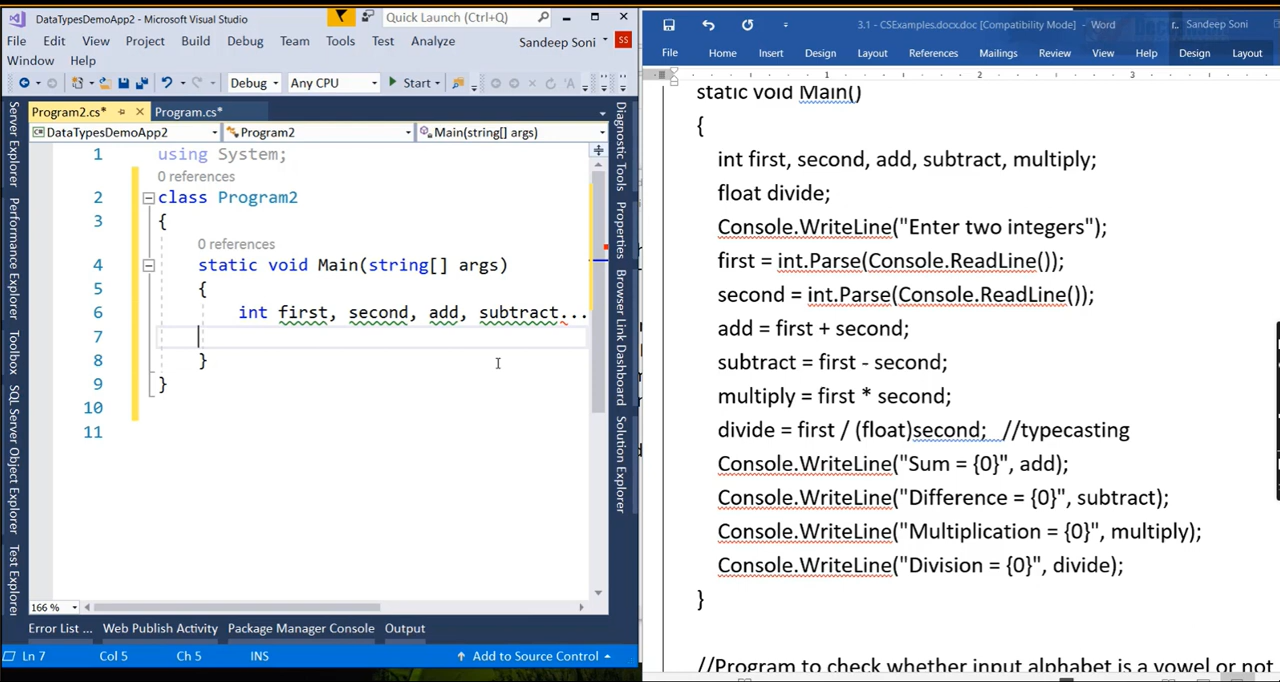 DataTypesDemoApp2 - Microsoft Visual Studio
Quick Launch (Ctrl+Q)
File Edit View Project Build Debug Team Tools Test Analyze
Sandeep Soni
SS
Window Help
Debug Any CPU Start
Program2.cs* Program.cs*
DataTypesDemoApp2 Program2 Main(string[] args)
Server Explorer
Performance Explorer
Toolbox
SQL Server Object Explorer
Test Explorer
1 using System;
0 references
2 class Program2
3 {
0 references
4 static void Main(string[] args)
5 {
6 int first, second, add, subtract...
7
8 }
9 }
10
11
Diagnostic Tools
Properties
Browser Link Dashboard
Solution Explorer
166 %
Error List ... Web Publish Activity Package Manager Console Output
Ln 7 Col 5 Ch 5 INS Add to Source Control
3.1 - CSExamples.docx.doc [Compatibility Mode] - Word
Sandeep Soni
File Home Insert Design Layout References Mailings Review View Help Design Layout
1 2 3
static void Main()
{
int first, second, add, subtract, multiply;
float divide;
Console.WriteLine("Enter two integers");
first = int.Parse(Console.ReadLine());
second = int.Parse(Console.ReadLine());
add = first + second;
subtract = first - second;
multiply = first * second;
divide = first / (float)second; //typecasting
Console.WriteLine("Sum = {0}", add);
Console.WriteLine("Difference = {0}", subtract);
Console.WriteLine("Multiplication = {0}", multiply);
Console.WriteLine("Division = {0}", divide);
}
//Program to check whether input alphabet is a vowel or not